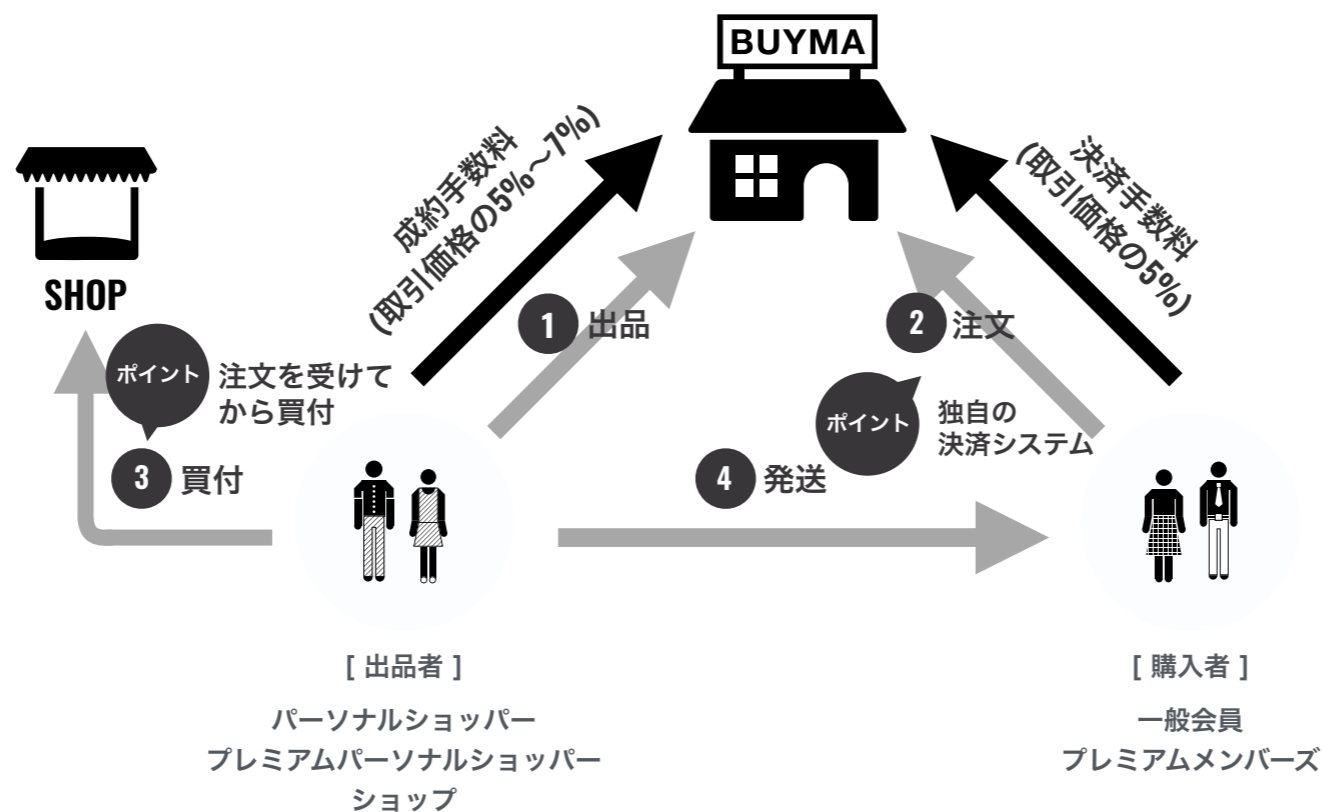 BUYMA
成約手数料
(取引価格の5%〜7%)
決済手数料
(取引価格の5%)
SHOP
1 出品
2 注文
ポイント
注文を受けて
から買付
ポイント
独自の
決済システム
3 買付
4 発送
[ 出品者 ]
パーソナルショッパー
プレミアムパーソナルショッパー
ショップ
[ 購入者 ]
一般会員
プレミアムメンバーズ